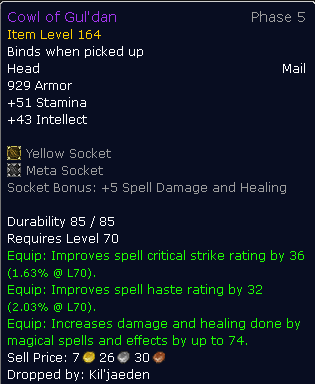 Cowl of Gul'dan Phase 5
Item Level 164
Binds when picked up
Head Mail
929 Armor
+51 Stamina
+43 Intellect
Yellow Socket
Meta Socket
Socket Bonus: +5 Spell Damage and Healing
Durability 85 / 85
Requires Level 70
Equip: Improves spell critical strike rating by 36
(1.63% @ L70).
Equip: Improves spell haste rating by 32
(2.03% @ L70).
Equip: Increases damage and healing done by
magical spells and effects by up to 74.
Sell Price: 7 26 30
Dropped by: Kil'jaeden